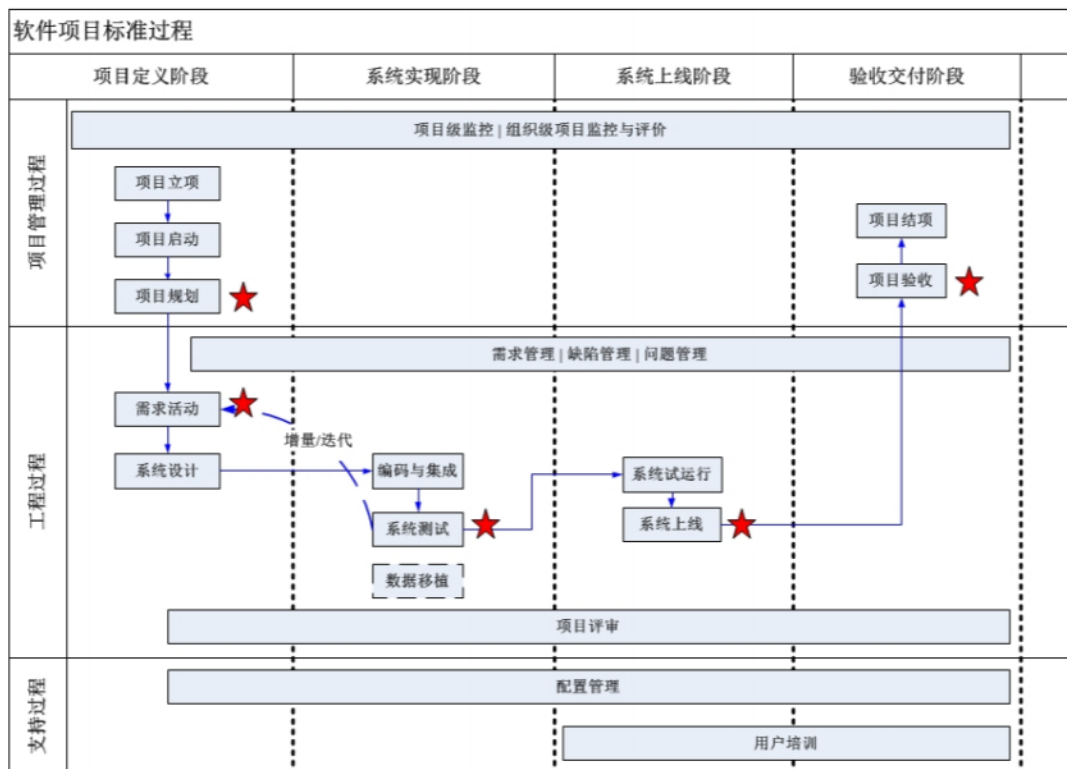 软件项目标准过程
项目定义阶段
系统实现阶段
系统上线阶段
验收交付阶段
项目管理过程
项目级监控 | 组织级项目监控与评价
项目立项
项目启动
项目规划
项目结项
项目验收
工程过程
需求管理 | 缺陷管理 | 问题管理
需求活动
增量/迭代
系统设计
编码与集成
系统试运行
系统测试
系统上线
数据移植
项目评审
支持过程
配置管理
用户培训